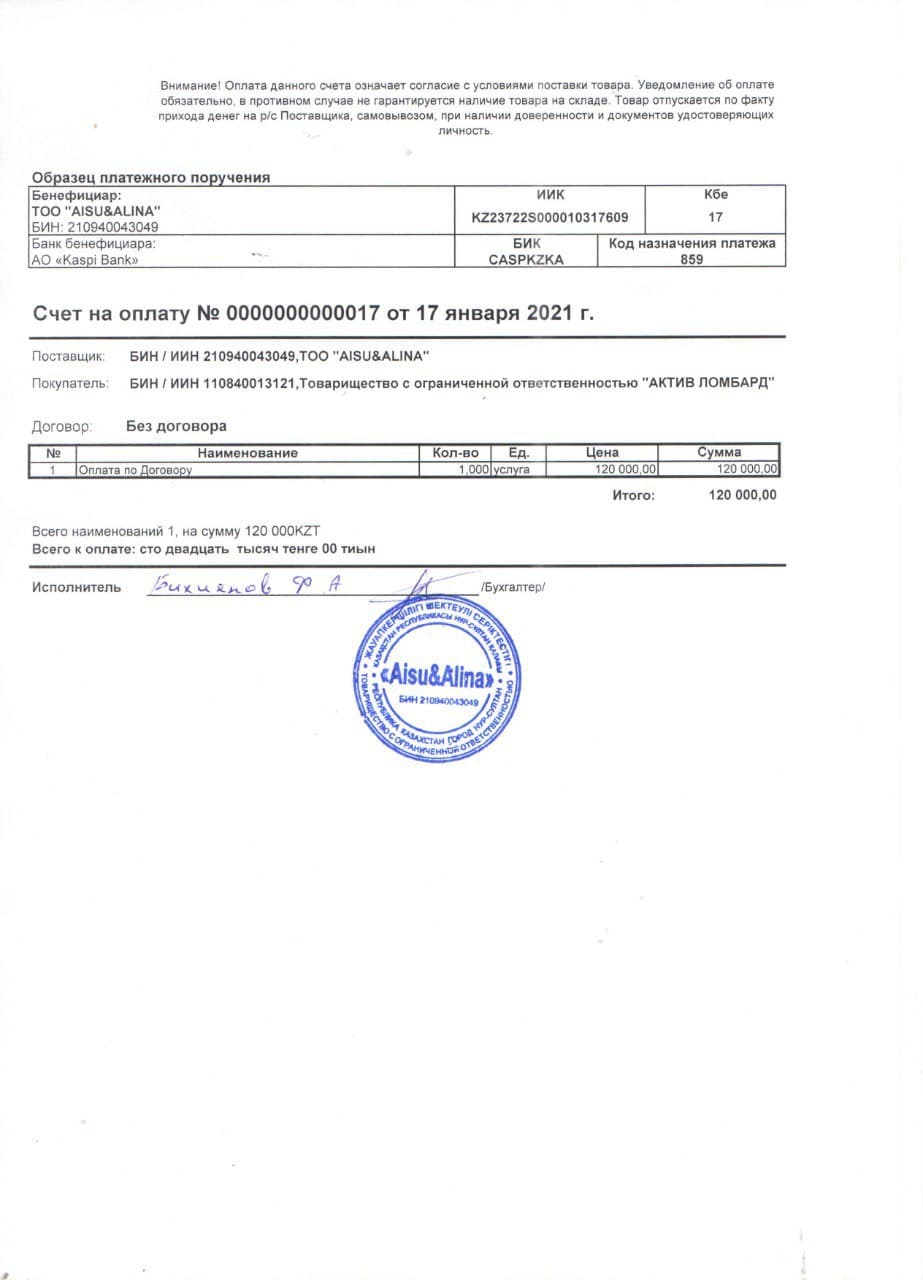 Внимание! Оплата данного счета означает согласие с условиями поставки товара. Уведомление об оплате
обязательно, в противном случае не гарантируется наличие товара на складе. Товар отпускается по факту
прихода денег на р/с Поставщика, самовывозом, при наличии доверенности и документов удостоверяющих
личность.
Образец платежного поручения
Бенефициар: ИИК Кбе
ТОО "AISU&ALINA" KZ23722S000010317609 17
БИН: 210940043049
Банк бенефициара: БИК Код назначения платежа
АО «Kaspi Bank» CASPKZKA 859
Счет на оплату № 0000000000017 от 17 января 2021 г.
Поставщик: БИН / ИИН 210940043049,ТОО "AISU&ALINA"
Покупатель: БИН / ИИН 110840013121,Товарищество с ограниченной ответственностью "АКТИВ ЛОМБАРД"
Договор: Без договора
№ Наименование Кол-во Ед. Цена Сумма
1 Оплата по Договору 1,000 услуга 120 000,00 120 000,00
Итого: 120 000,00
Всего наименований 1, на сумму 120 000KZT
Всего к оплате: сто двадцать тысяч тенге 00 тиын
Исполнитель Ф А /Бухгалтер/
ЖАУАПКЕРШІЛІГІ ШЕКТЕУЛІ СЕРІКТЕСТІГІ
ҚАЗАҚСТАН РЕСПУБЛИКАСЫ НҰР-СҰЛТАН ҚАЛАСЫ
«Aisu&Alina»
БИН 210940043049
РЕСПУБЛИКА КАЗАХСТАН ГОРОД НУР-СУЛТАН
ТОВАРИЩЕСТВО С ОГРАНИЧЕННОЙ ОТВЕТСТВЕННОСТЬЮ